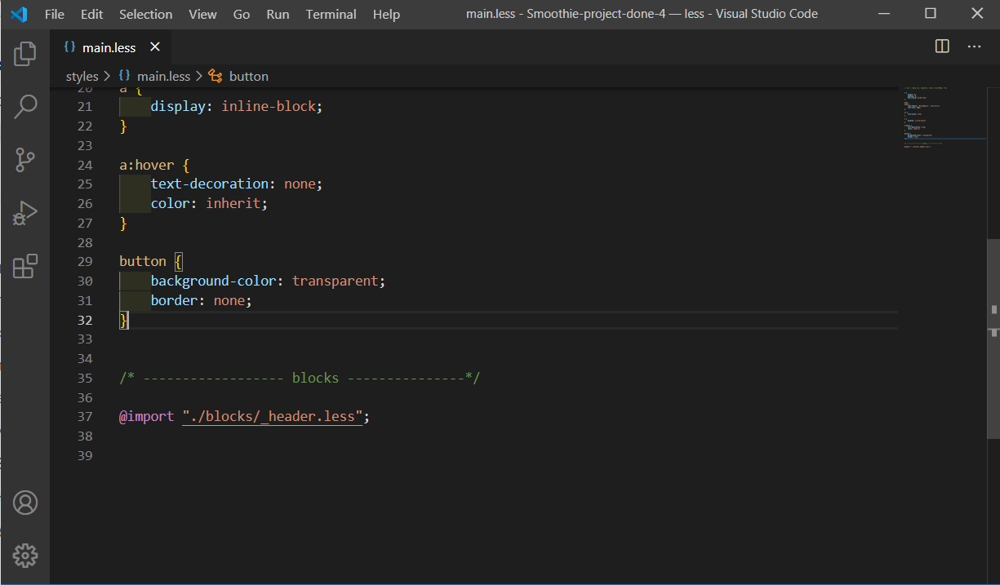 File Edit Selection View Go Run Terminal Help main.less - Smoothie-project-done-4 — less - Visual Studio Code
{} main.less ×
styles > {} main.less > button
20 a {
21 display: inline-block;
22 }
23
24 a:hover {
25 text-decoration: none;
26 color: inherit;
27 }
28
29 button {
30 background-color: transparent;
31 border: none;
32 }
33
34
35 /* ------------------ blocks ---------------*/
36
37 @import "./blocks/_header.less";
38
39